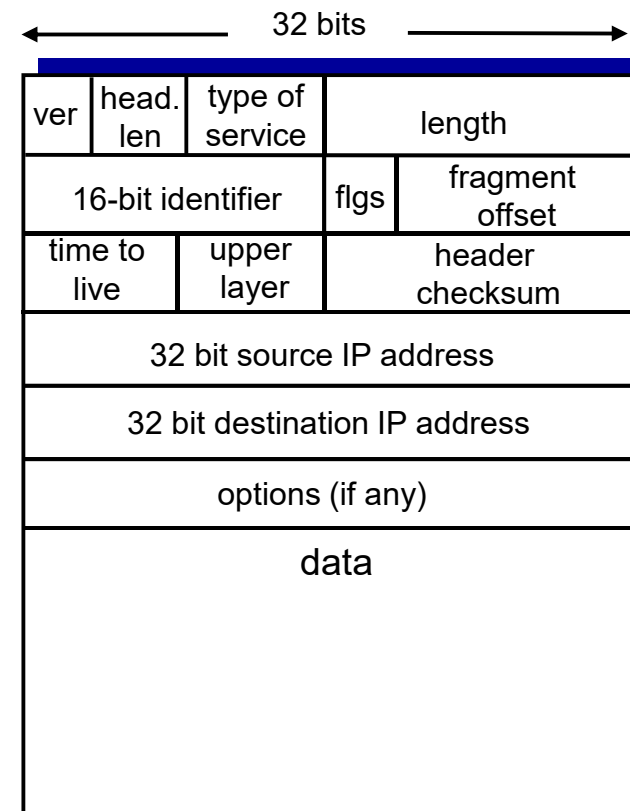 32 bits
ver
head.
len
type of
service
length
16-bit identifier
flgs
fragment
offset
time to
live
upper
layer
header
checksum
32 bit source IP address
32 bit destination IP address
options (if any)
data